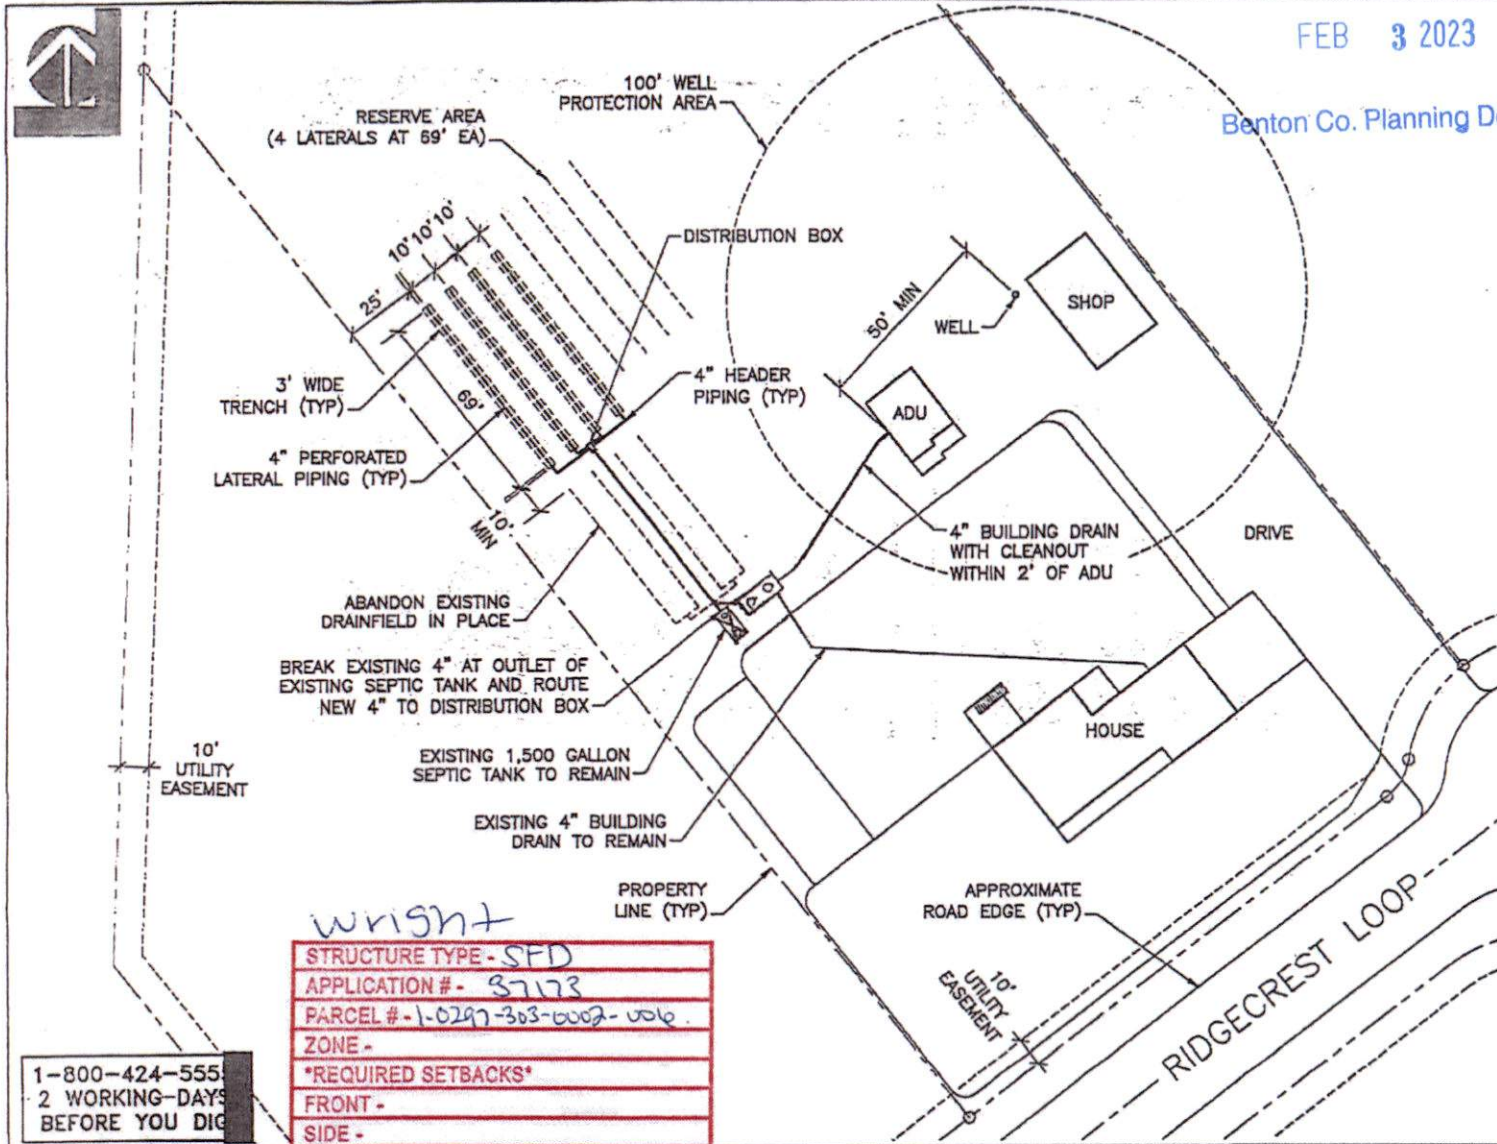 FEB 3 2023
Benton Co. Planning De
100' WELL
PROTECTION AREA
RESERVE AREA
(4 LATERALS AT 69' EA)
DISTRIBUTION BOX
10' 10' 10'
25'
SHOP
50' MIN
WELL
3' WIDE
TRENCH (TYP)
69'
4" HEADER
PIPING (TYP)
ADU
4" PERFORATED
LATERAL PIPING (TYP)
10'
MIN
4" BUILDING DRAIN
WITH CLEANOUT
WITHIN 2' OF ADU
DRIVE
ABANDON EXISTING
DRAINFIELD IN PLACE
BREAK EXISTING 4" AT OUTLET OF
EXISTING SEPTIC TANK AND ROUTE
NEW 4" TO DISTRIBUTION BOX
HOUSE
10'
UTILITY
EASEMENT
EXISTING 1,500 GALLON
SEPTIC TANK TO REMAIN
EXISTING 4" BUILDING
DRAIN TO REMAIN
PROPERTY
LINE (TYP)
APPROXIMATE
ROAD EDGE (TYP)
10'
UTILITY
EASEMENT
RIDGECREST LOOP
Wright
STRUCTURE TYPE - SFD
APPLICATION # - 37173
PARCEL # - 1-0297-303-0002-006
ZONE -
*REQUIRED SETBACKS*
FRONT -
SIDE -
1-800-424-555
2 WORKING-DAYS
BEFORE YOU DIG